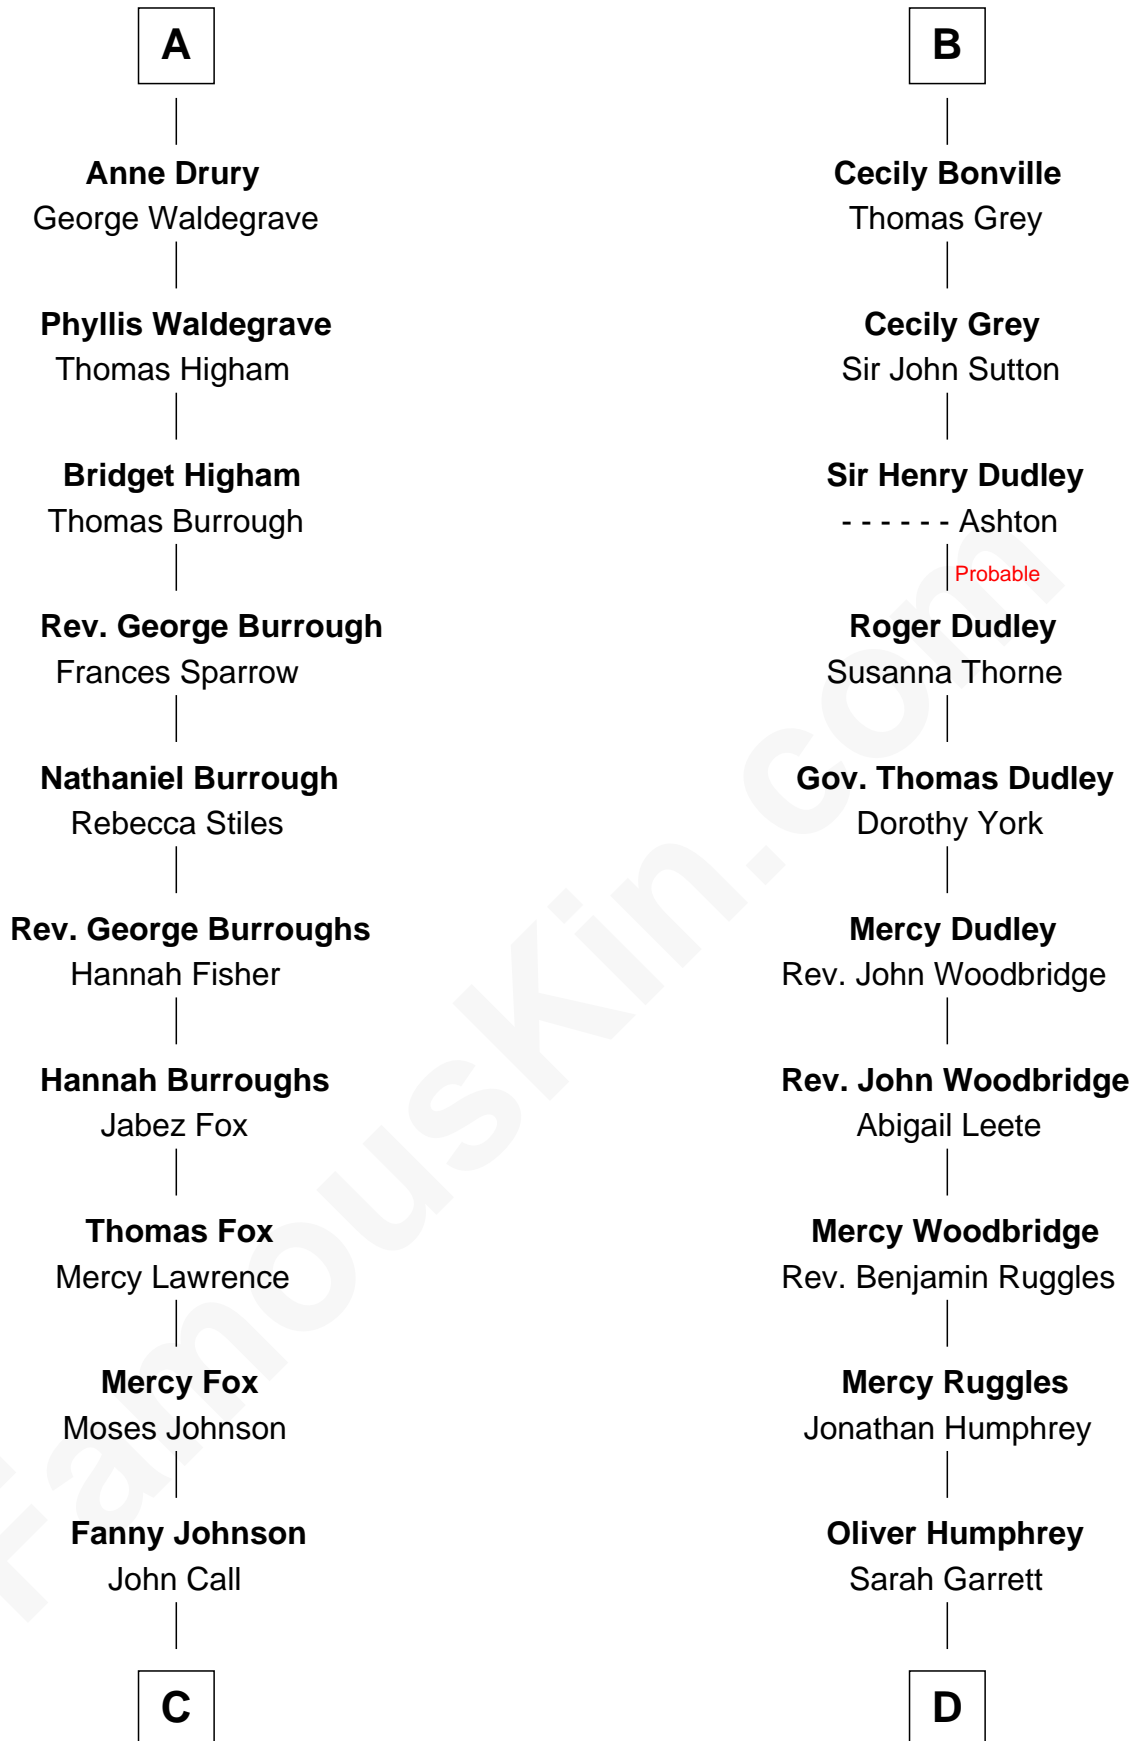 A
Anne Drury
George Waldegrave
Phyllis Waldegrave
Thomas Higham
Bridget Higham
Thomas Burrough
Rev. George Burrough
Frances Sparrow
Nathaniel Burrough
Rebecca Stiles
Rev. George Burroughs
Hannah Fisher
Hannah Burroughs
Jabez Fox
Thomas Fox
Mercy Lawrence
Mercy Fox
Moses Johnson
Fanny Johnson
John Call
C
B
Cecily Bonville
Thomas Grey
Cecily Grey
Sir John Sutton
Sir Henry Dudley
- - - - - - Ashton
Probable
Roger Dudley
Susanna Thorne
Gov. Thomas Dudley
Dorothy York
Mercy Dudley
Rev. John Woodbridge
Rev. John Woodbridge
Abigail Leete
Mercy Woodbridge
Rev. Benjamin Ruggles
Mercy Ruggles
Jonathan Humphrey
Oliver Humphrey
Sarah Garrett
D
FamousKin.com